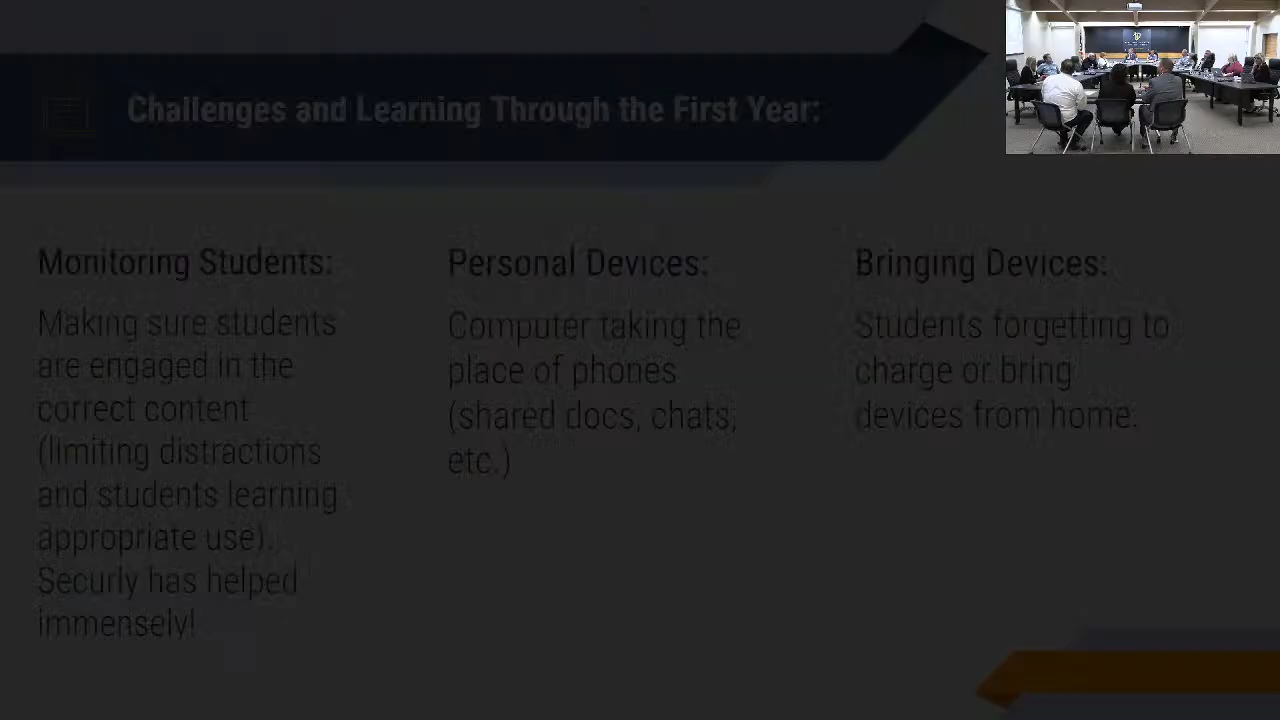 Challenges and Learning Through the First Year:
Monitoring Students:
Making sure students
are engaged in the
correct content
(limiting distractions
and students learning
appropriate use).
Securly has helped
immensely!
Personal Devices:
Computer taking the
place of phones
(shared docs, chats,
etc.)
Bringing Devices:
Students forgetting to
charge or bring
devices from home.